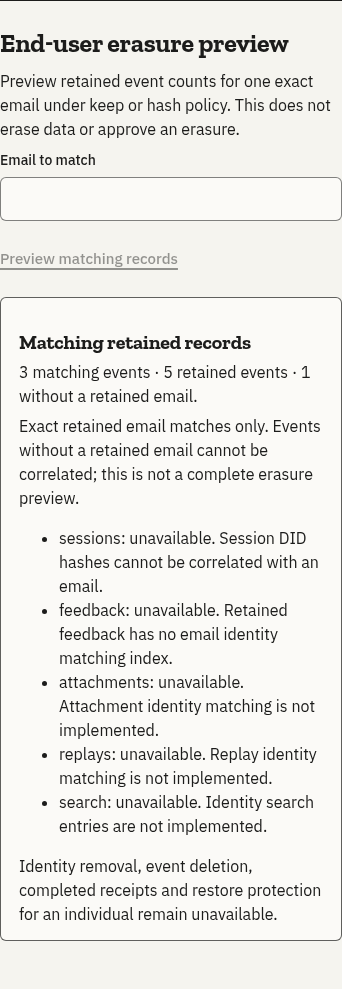 End-user erasure preview
Preview retained event counts for one exact
email under keep or hash policy. This does not
erase data or approve an erasure.
Email to match
Preview matching records
Matching retained records
3 matching events · 5 retained events · 1
without a retained email.
Exact retained email matches only. Events
without a retained email cannot be
correlated; this is not a complete erasure
preview.
• sessions: unavailable. Session DID
hashes cannot be correlated with an
email.
• feedback: unavailable. Retained
feedback has no email identity
matching index.
• attachments: unavailable.
Attachment identity matching is not
implemented.
• replays: unavailable. Replay identity
matching is not implemented.
• search: unavailable. Identity search
entries are not implemented.
Identity removal, event deletion,
completed receipts and restore protection
for an individual remain unavailable.